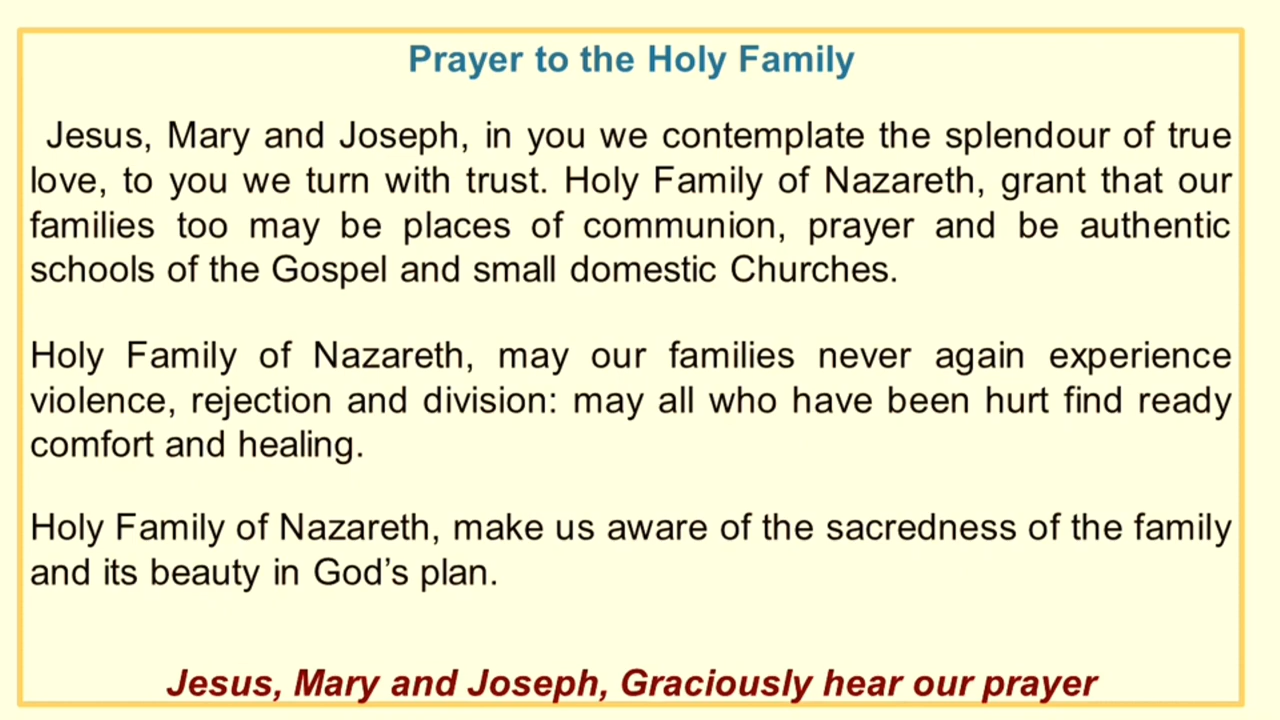 Prayer to the Holy Family
Jesus, Mary and Joseph, in you we contemplate the splendour of true
love, to you we turn with trust. Holy Family of Nazareth, grant that our
families too may be places of communion, prayer and be authentic
schools of the Gospel and small domestic Churches.
Holy Family of Nazareth, may our families never again experience
violence, rejection and division: may all who have been hurt find ready
comfort and healing.
Holy Family of Nazareth, make us aware of the sacredness of the family
and its beauty in God’s plan.
Jesus, Mary and Joseph, Graciously hear our prayer